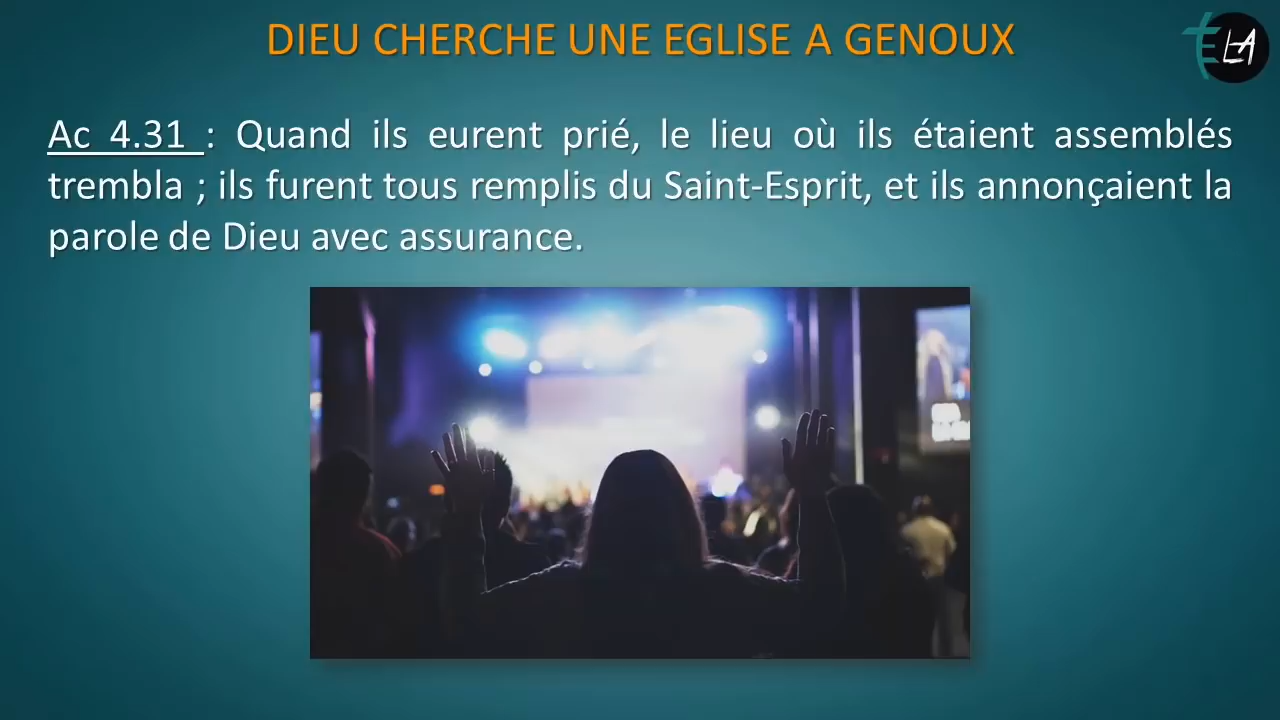 DIEU CHERCHE UNE EGLISE A GENOUX
ELA
Ac 4.31 : Quand ils eurent prié, le lieu où ils étaient assemblés
trembla ; ils furent tous remplis du Saint-Esprit, et ils annonçaient la
parole de Dieu avec assurance.